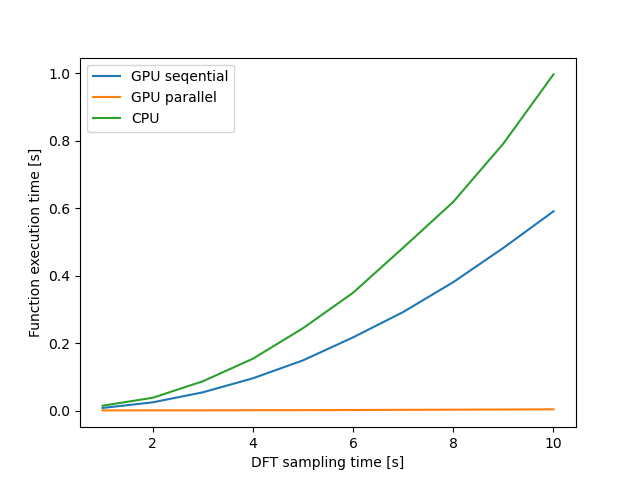 GPU seqential
GPU parallel
CPU
Function execution time [s]
1.0
0.8
0.6
0.4
0.2
0.0
2 4 6 8 10
DFT sampling time [s]